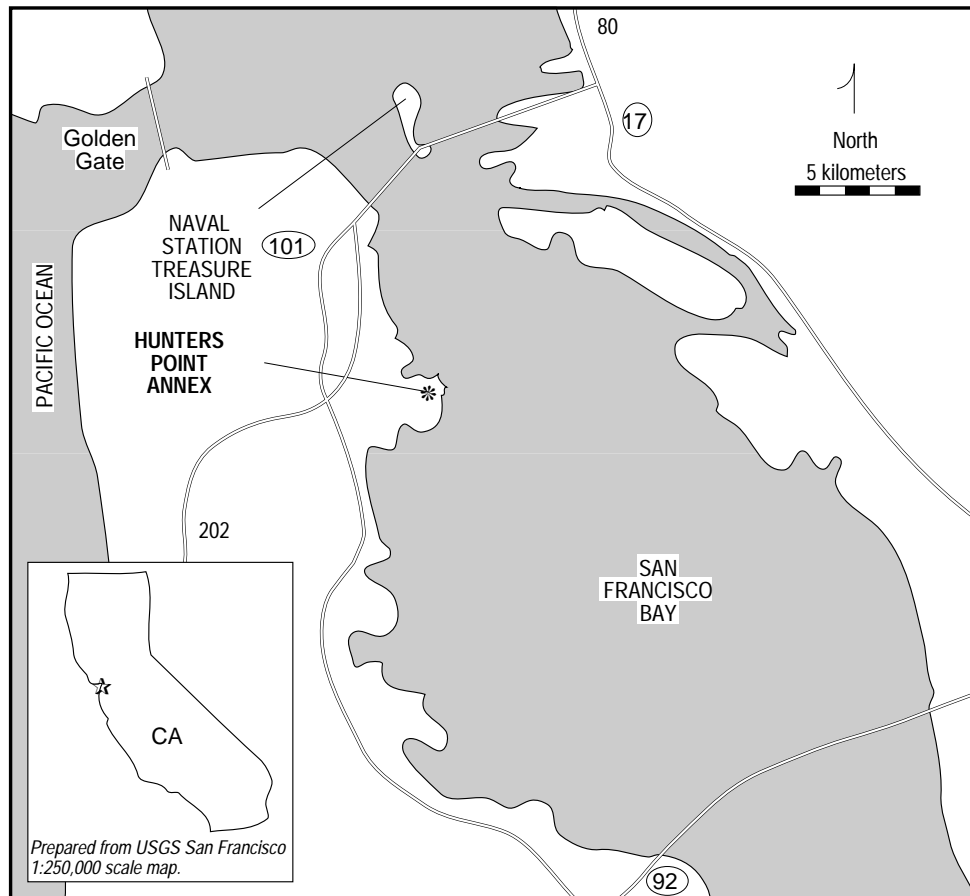 80
17
North
5 kilometers
Golden
Gate
NAVAL
STATION
TREASURE
ISLAND
101
PACIFIC OCEAN
HUNTERS
POINT
ANNEX
202
SAN
FRANCISCO
BAY
CA
Prepared from USGS San Francisco
1:250,000 scale map.
92